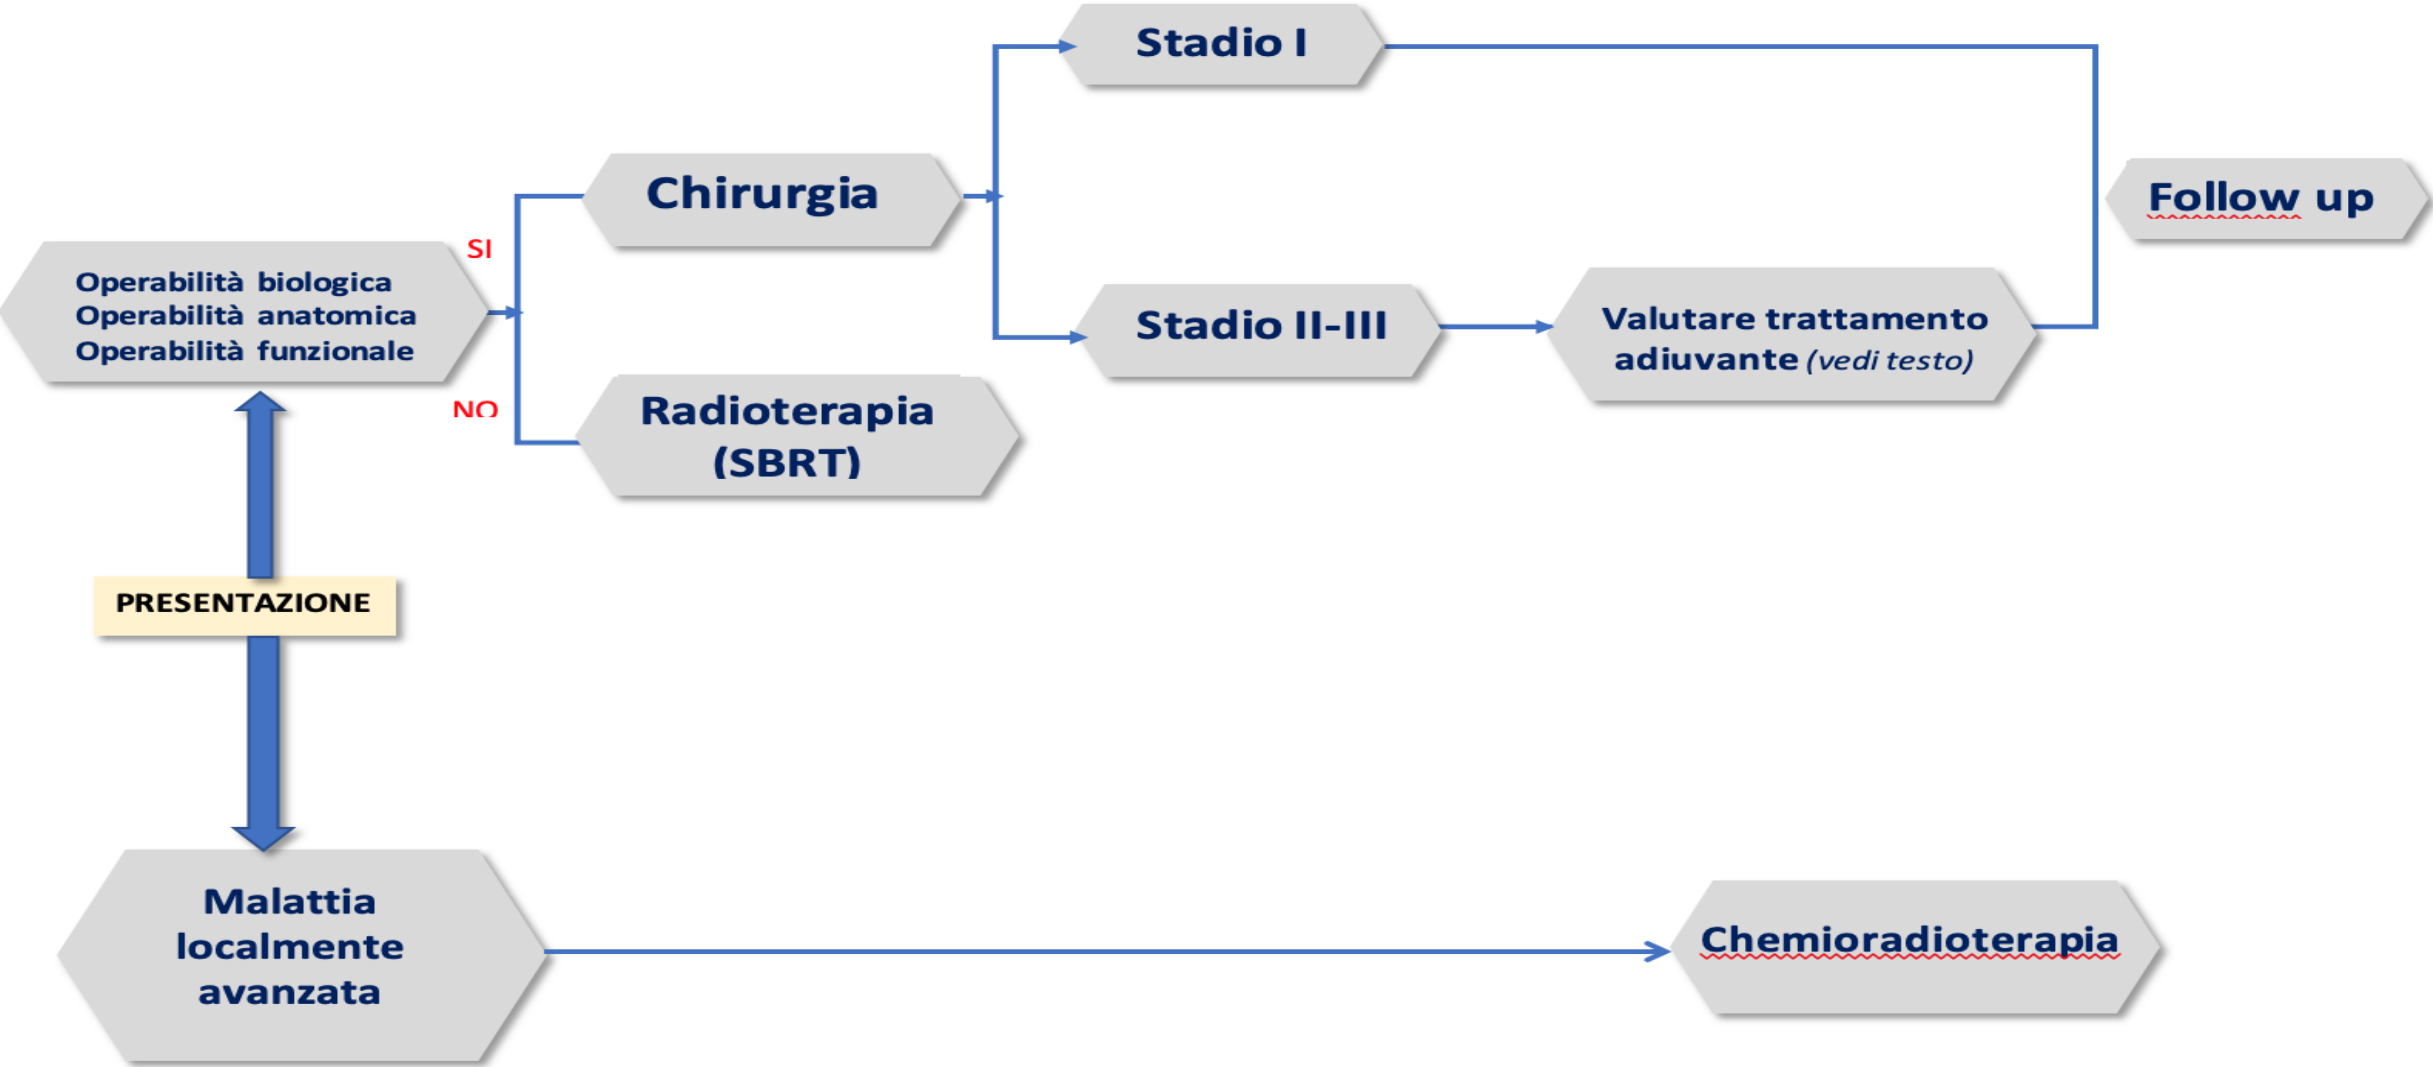 Stadio I
Chirurgia
Follow up
SI
Operabilità biologica
Operabilità anatomica
Operabilità funzionale
Stadio II-III
Valutare trattamento
adiuvante (vedi testo)
NO
Radioterapia
(SBRT)
PRESENTAZIONE
Malattia
localmente
avanzata
Chemioradioterapia